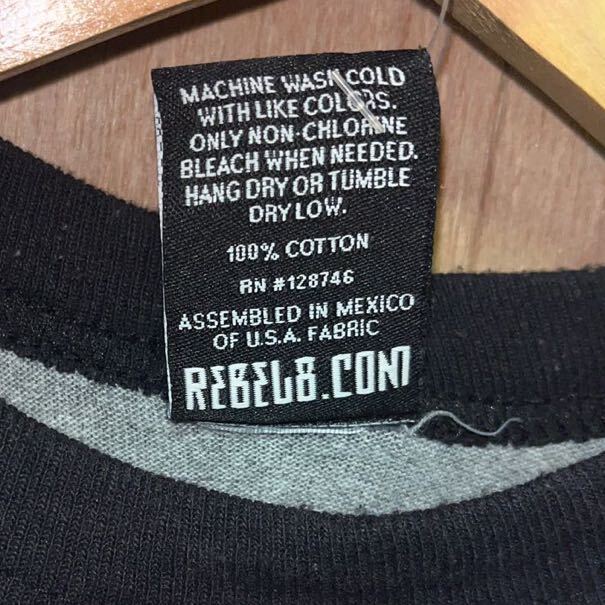 MACHINE WASH COLD
WITH LIKE COLORS.
ONLY NON-CHLORINE
BLEACH WHEN NEEDED.
HANG DRY OR TUMBLE
DRY LOW.
100% COTTON
RN #128746
ASSEMBLED IN MEXICO
OF U.S.A. FABRIC
REBEL8.COM